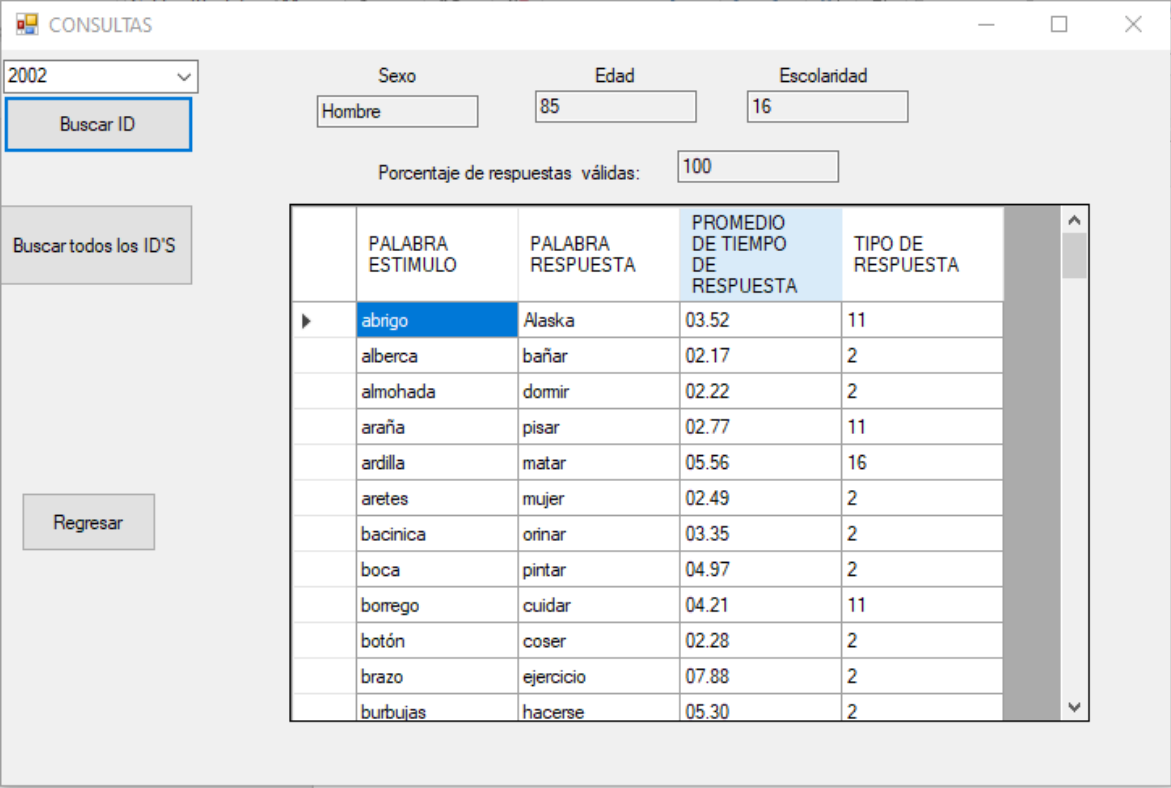 CONSULTAS
2002
Buscar ID
Sexo Edad Escolaridad
Hombre 85 16
Porcentaje de respuestas válidas: 100
Buscar todos los ID'S
Regresar
PALABRA ESTIMULO PALABRA RESPUESTA PROMEDIO DE TIEMPO DE RESPUESTA TIPO DE RESPUESTA
abrigo Alaska 03.52 11
alberca bañar 02.17 2
almohada dormir 02.22 2
araña pisar 02.77 11
ardilla matar 05.56 16
aretes mujer 02.49 2
bacinica orinar 03.35 2
boca pintar 04.97 2
borrego cuidar 04.21 11
botón coser 02.28 2
brazo ejercicio 07.88 2
burbujas hacerse 05.30 2